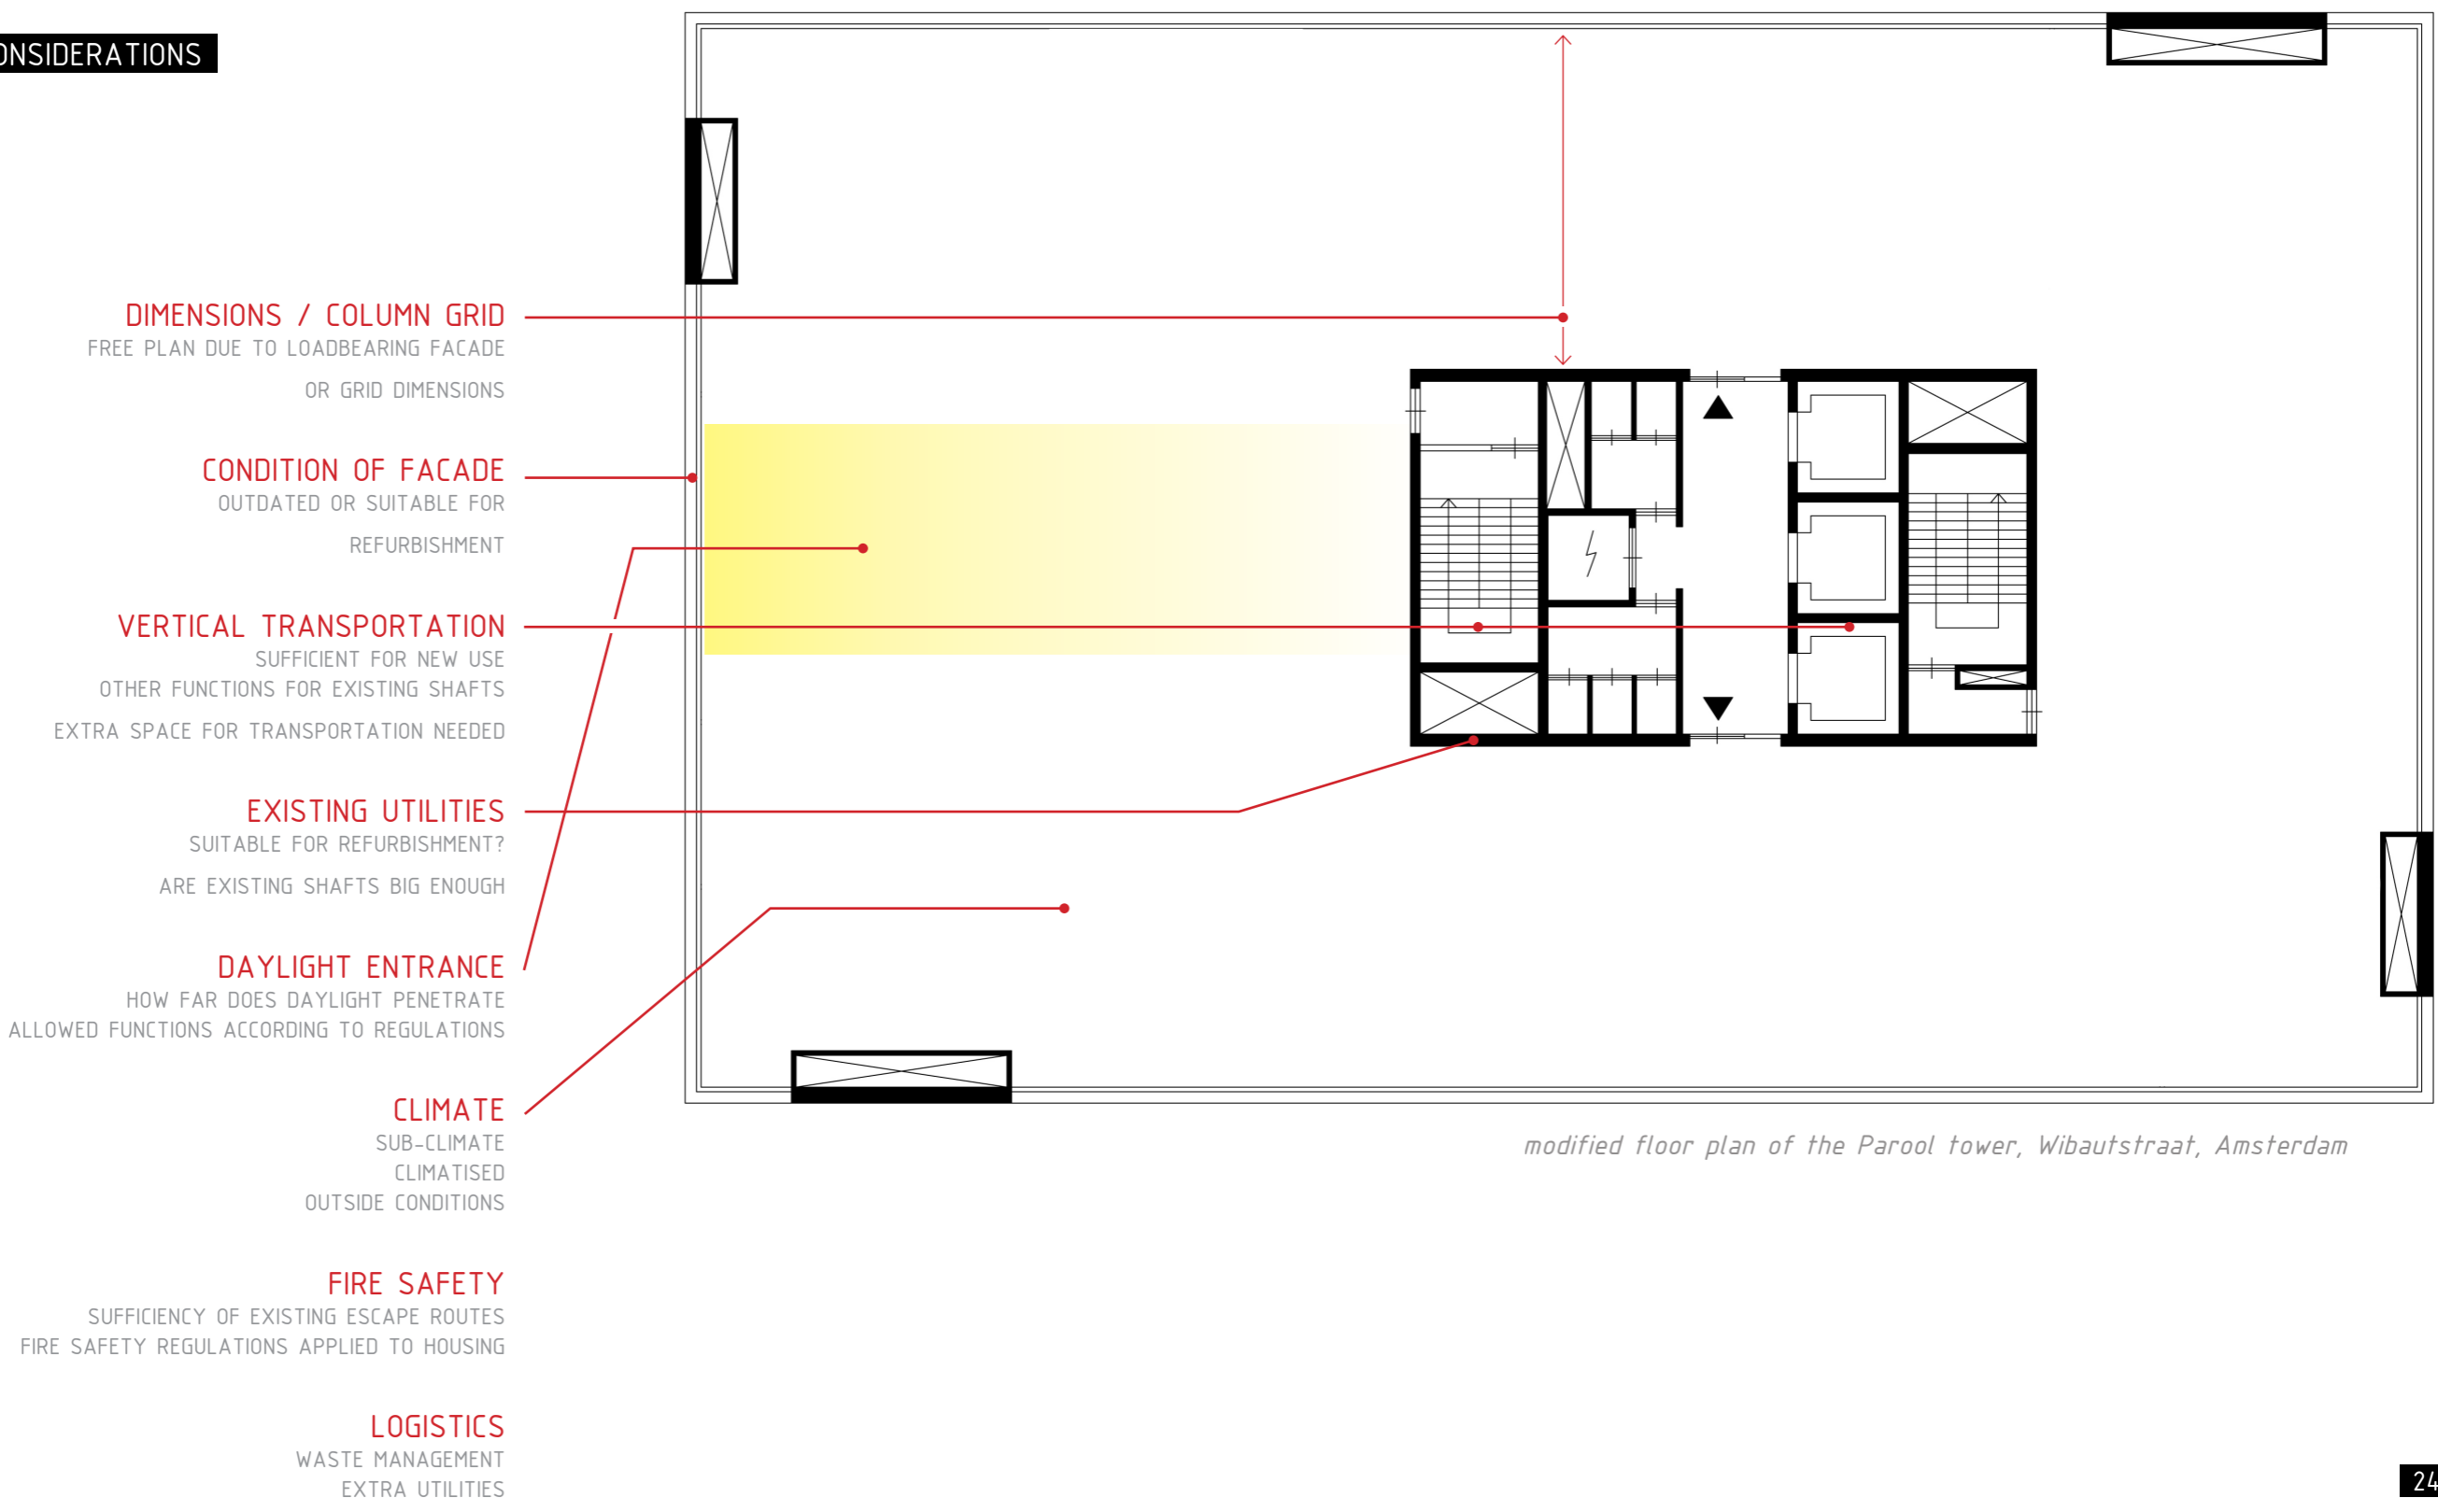 ONSIDERATIONS
DIMENSIONS / COLUMN GRID
FREE PLAN DUE TO LOADBEARING FACADE
OR GRID DIMENSIONS
CONDITION OF FACADE
OUTDATED OR SUITABLE FOR
REFURBISHMENT
VERTICAL TRANSPORTATION
SUFFICIENT FOR NEW USE
OTHER FUNCTIONS FOR EXISTING SHAFTS
EXTRA SPACE FOR TRANSPORTATION NEEDED
EXISTING UTILITIES
SUITABLE FOR REFURBISHMENT?
ARE EXISTING SHAFTS BIG ENOUGH
DAYLIGHT ENTRANCE
HOW FAR DOES DAYLIGHT PENETRATE
ALLOWED FUNCTIONS ACCORDING TO REGULATIONS
CLIMATE
SUB-CLIMATE
CLIMATISED
OUTSIDE CONDITIONS
FIRE SAFETY
SUFFICIENCY OF EXISTING ESCAPE ROUTES
FIRE SAFETY REGULATIONS APPLIED TO HOUSING
LOGISTICS
WASTE MANAGEMENT
EXTRA UTILITIES
modified floor plan of the Parool tower, Wibautstraat, Amsterdam
24